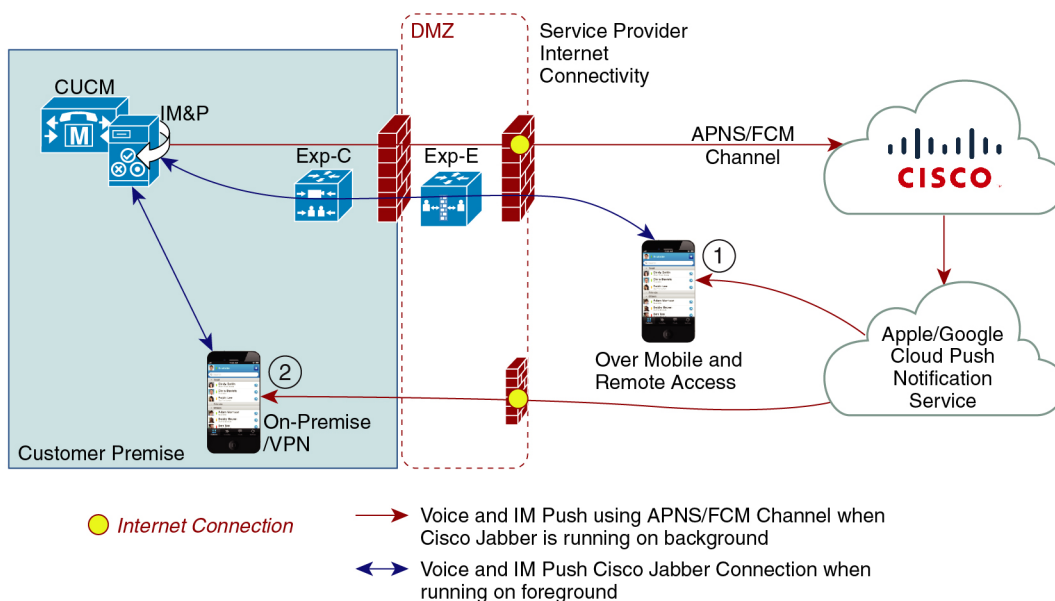 DMZ
Service Provider
Internet
Connectivity
CUCM
IM&P
M
Exp-C
Exp-E
APNS/FCM
Channel
CISCO
1
Over Mobile and
Remote Access
Apple/Google
Cloud Push
Notification
Service
2
On-Premise
/VPN
Customer Premise
Internet Connection
Voice and IM Push using APNS/FCM Channel when
Cisco Jabber is running on background
Voice and IM Push Cisco Jabber Connection when
running on foreground